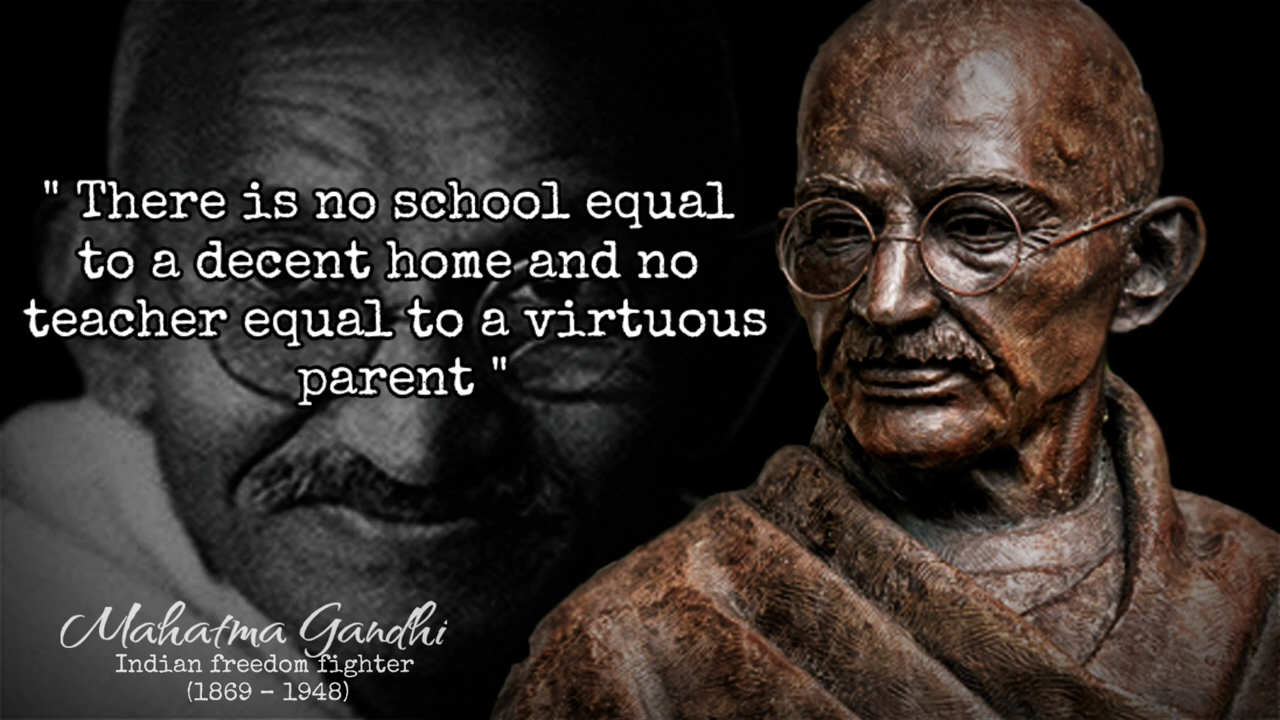 " There is no school equal
to a decent home and no
teacher equal to a virtuous
parent "
Mahatma Gandhi
Indian freedom fighter
(1869 – 1948)